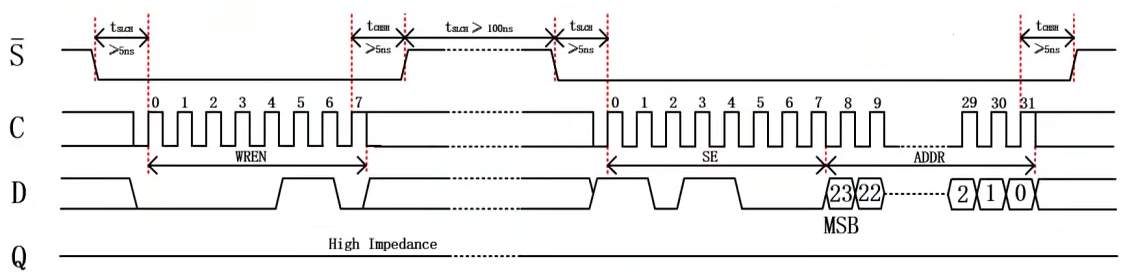 tSLCH tCHSH tSLCH > 100ns tSLCH tCHSH
S̅ >5ns >5ns >5ns >5ns
0 1 2 3 4 5 6 7 0 1 2 3 4 5 6 7 8 9 29 30 31
C
WREN SE ADDR
D 23 22 2 1 0
MSB
High Impedance
Q